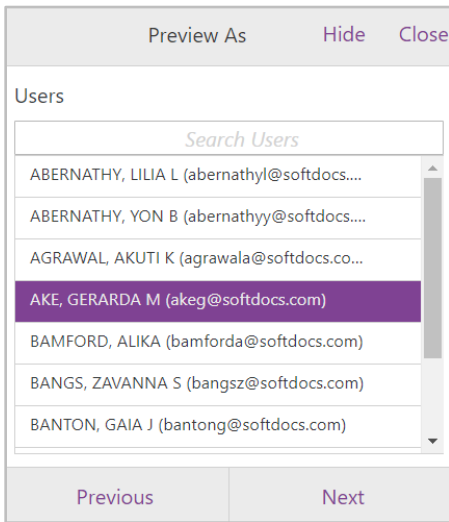 Preview As Hide Close
Users
Search Users
ABERNATHY, LILIA L (abernathyl@softdocs....
ABERNATHY, YON B (abernathyy@softdocs....
AGRAWAL, AKUTI K (agrawala@softdocs.co...
AKE, GERARDA M (akeg@softdocs.com)
BAMFORD, ALIKA (bamforda@softdocs.com)
BANGS, ZAVANNA S (bangsz@softdocs.com)
BANTON, GAIA J (bantong@softdocs.com)
Previous Next